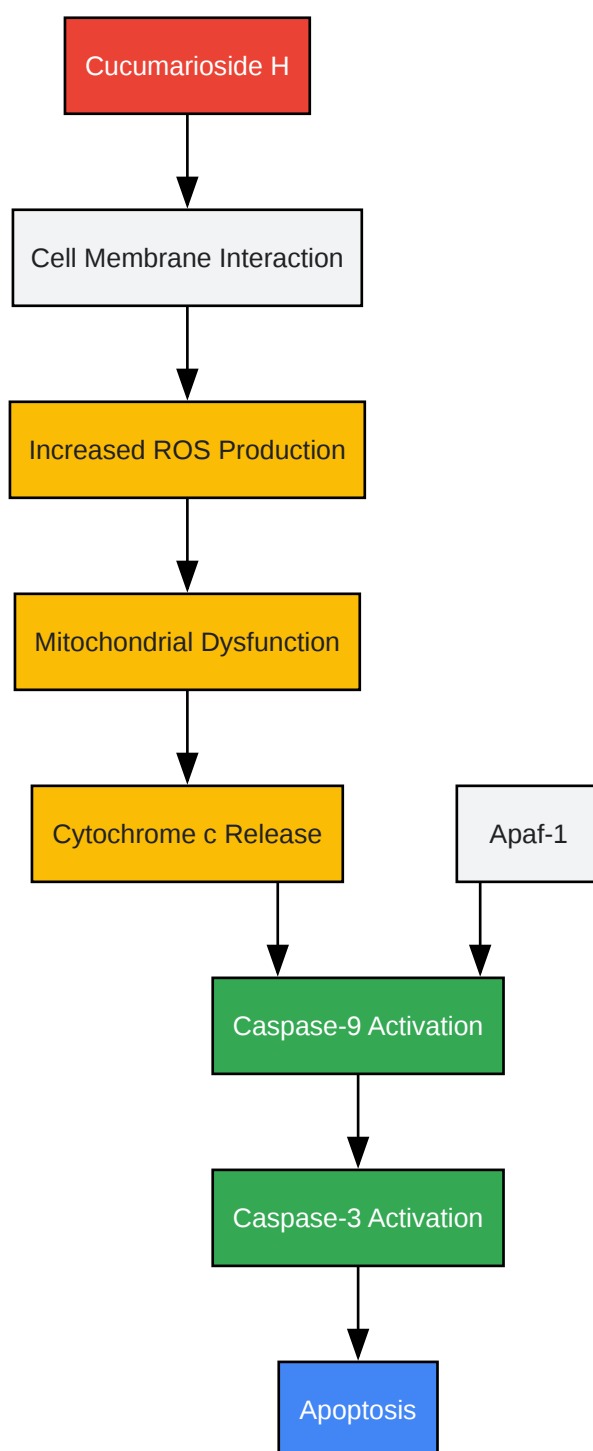 Cucumarioside H
Cell Membrane Interaction
Increased ROS Production
Mitochondrial Dysfunction
Cytochrome c Release
Apaf-1
Caspase-9 Activation
Caspase-3 Activation
Apoptosis